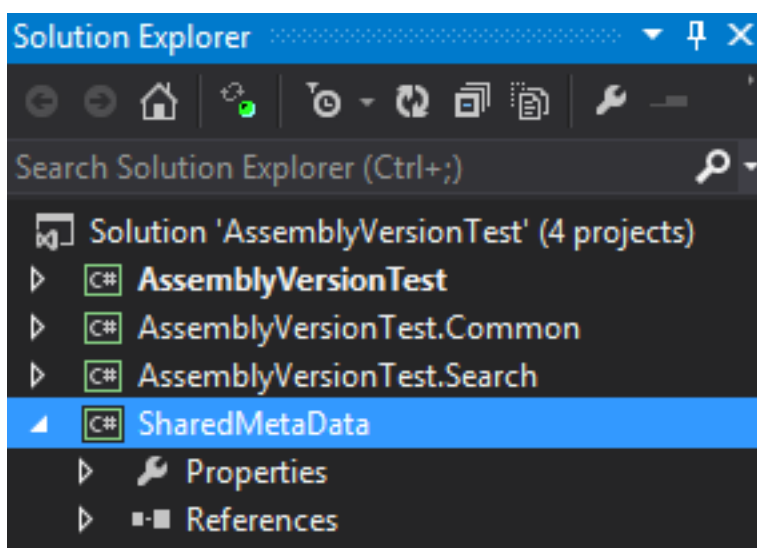 Solution Explorer
Search Solution Explorer (Ctrl+;)
Solution 'AssemblyVersionTest' (4 projects)
C# AssemblyVersionTest
C# AssemblyVersionTest.Common
C# AssemblyVersionTest.Search
C# SharedMetaData
Properties
References